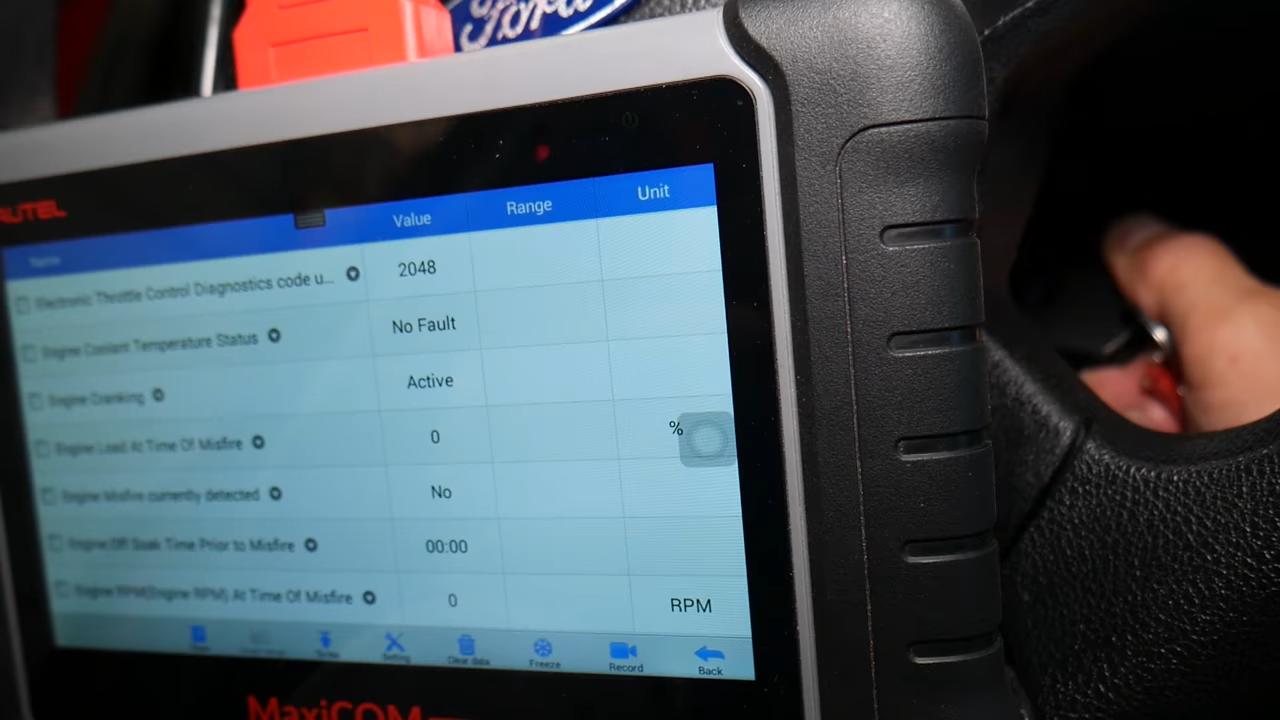 Ford
AUTEL
Name Value Range Unit
Electronic Throttle Control Diagnostics code u... 2048
Engine Coolant Temperature Status No Fault
Engine Cranking Active
Engine Load At Time Of Misfire 0 %
Engine Misfire currently detected No
Engine Off Soak Time Prior to Misfire 00:00
Engine RPM(Engine RPM) At Time Of Misfire 0 RPM
Setting Clear data Freeze Record Back
MaxiCOM